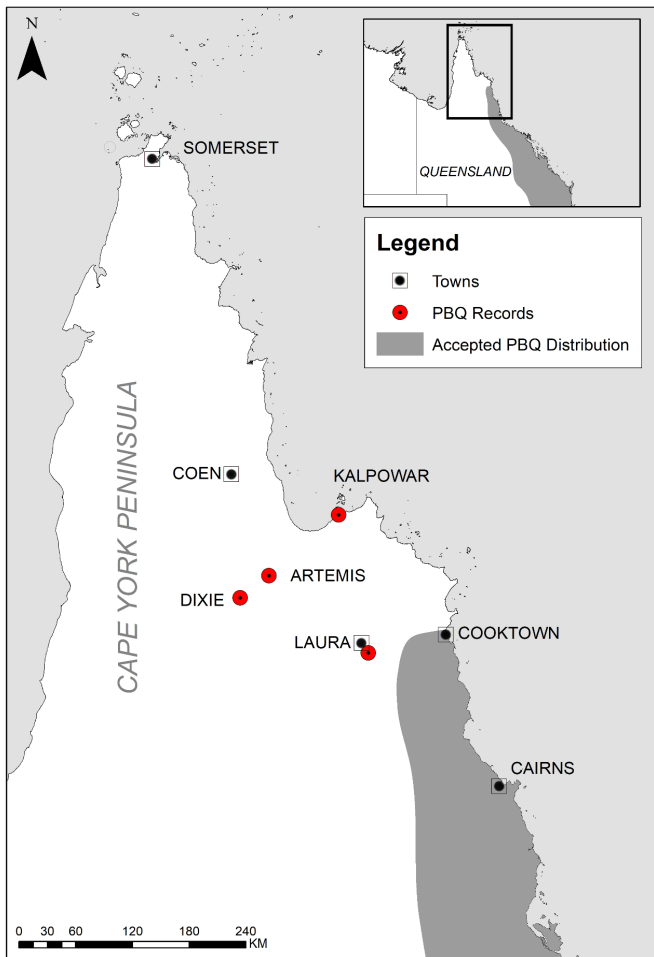 N
SOMERSET
QUEENSLAND
Legend
Towns
PBQ Records
Accepted PBQ Distribution
CAPE YORK PENINSULA
COEN
KALPOWAR
ARTEMIS
DIXIE
LAURA
COOKTOWN
CAIRNS
0 30 60 120 180 240
KM